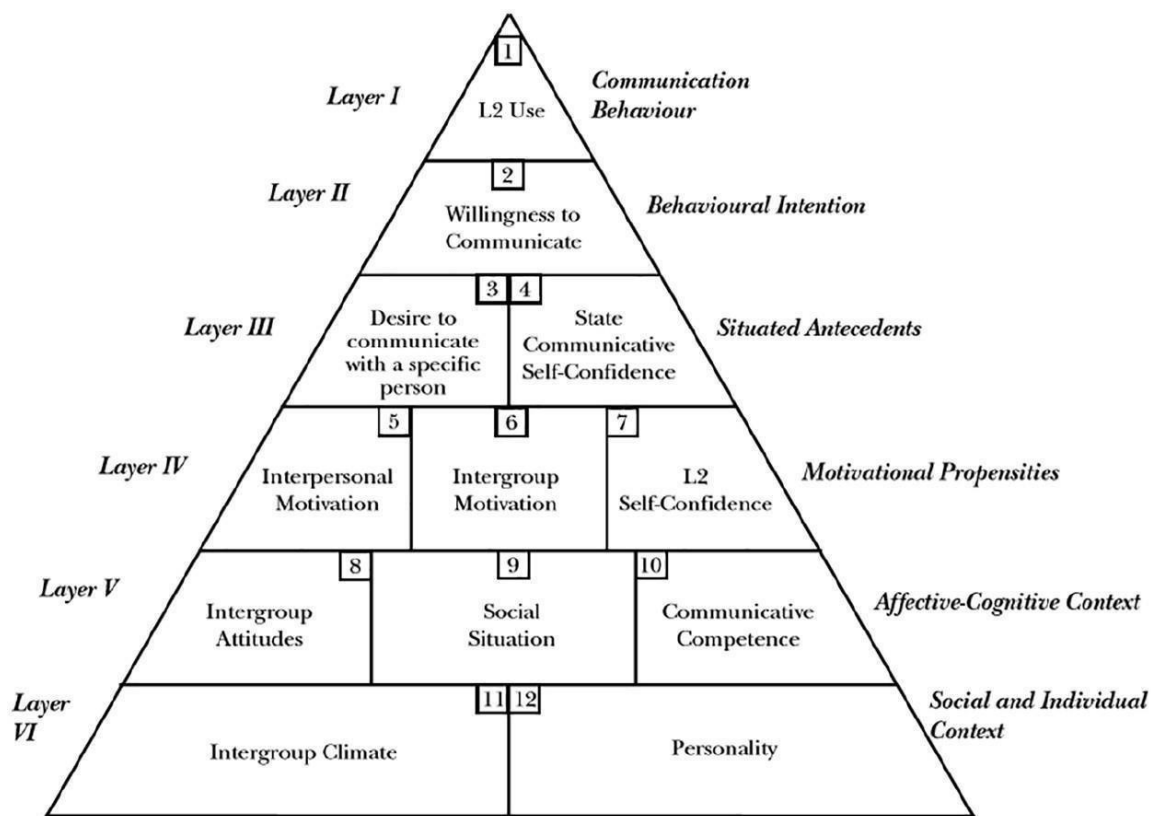 1
Layer I
L2 Use
Communication
Behaviour
2
Layer II
Willingness to
Communicate
Behavioural Intention
3 4
Layer III
Desire to
communicate
with a specific
person
State
Communicative
Self-Confidence
Situated Antecedents
5 6 7
Layer IV
Interpersonal
Motivation
Intergroup
Motivation
L2
Self-Confidence
Motivational Propensities
8 9 10
Layer V
Intergroup
Attitudes
Social
Situation
Communicative
Competence
Affective-Cognitive Context
11 12
Layer
VI
Intergroup Climate
Personality
Social and Individual
Context